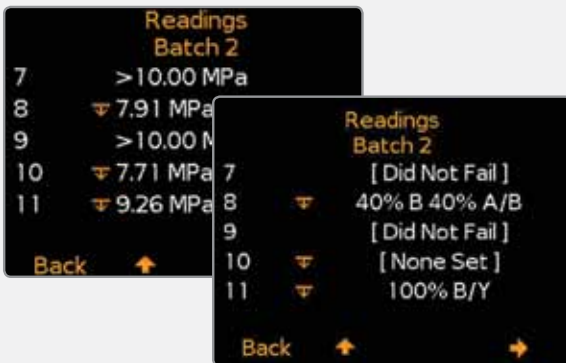 Readings
Batch 2
7 >10.00 MPa
8 7.91 MPa
9 >10.00 M
10 7.71 MPa
11 9.26 MPa
Back
Readings
Batch 2
7 [ Did Not Fail ]
8 40% B 40% A/B
9 [ Did Not Fail ]
10 [ None Set ]
11 100% B/Y
Back